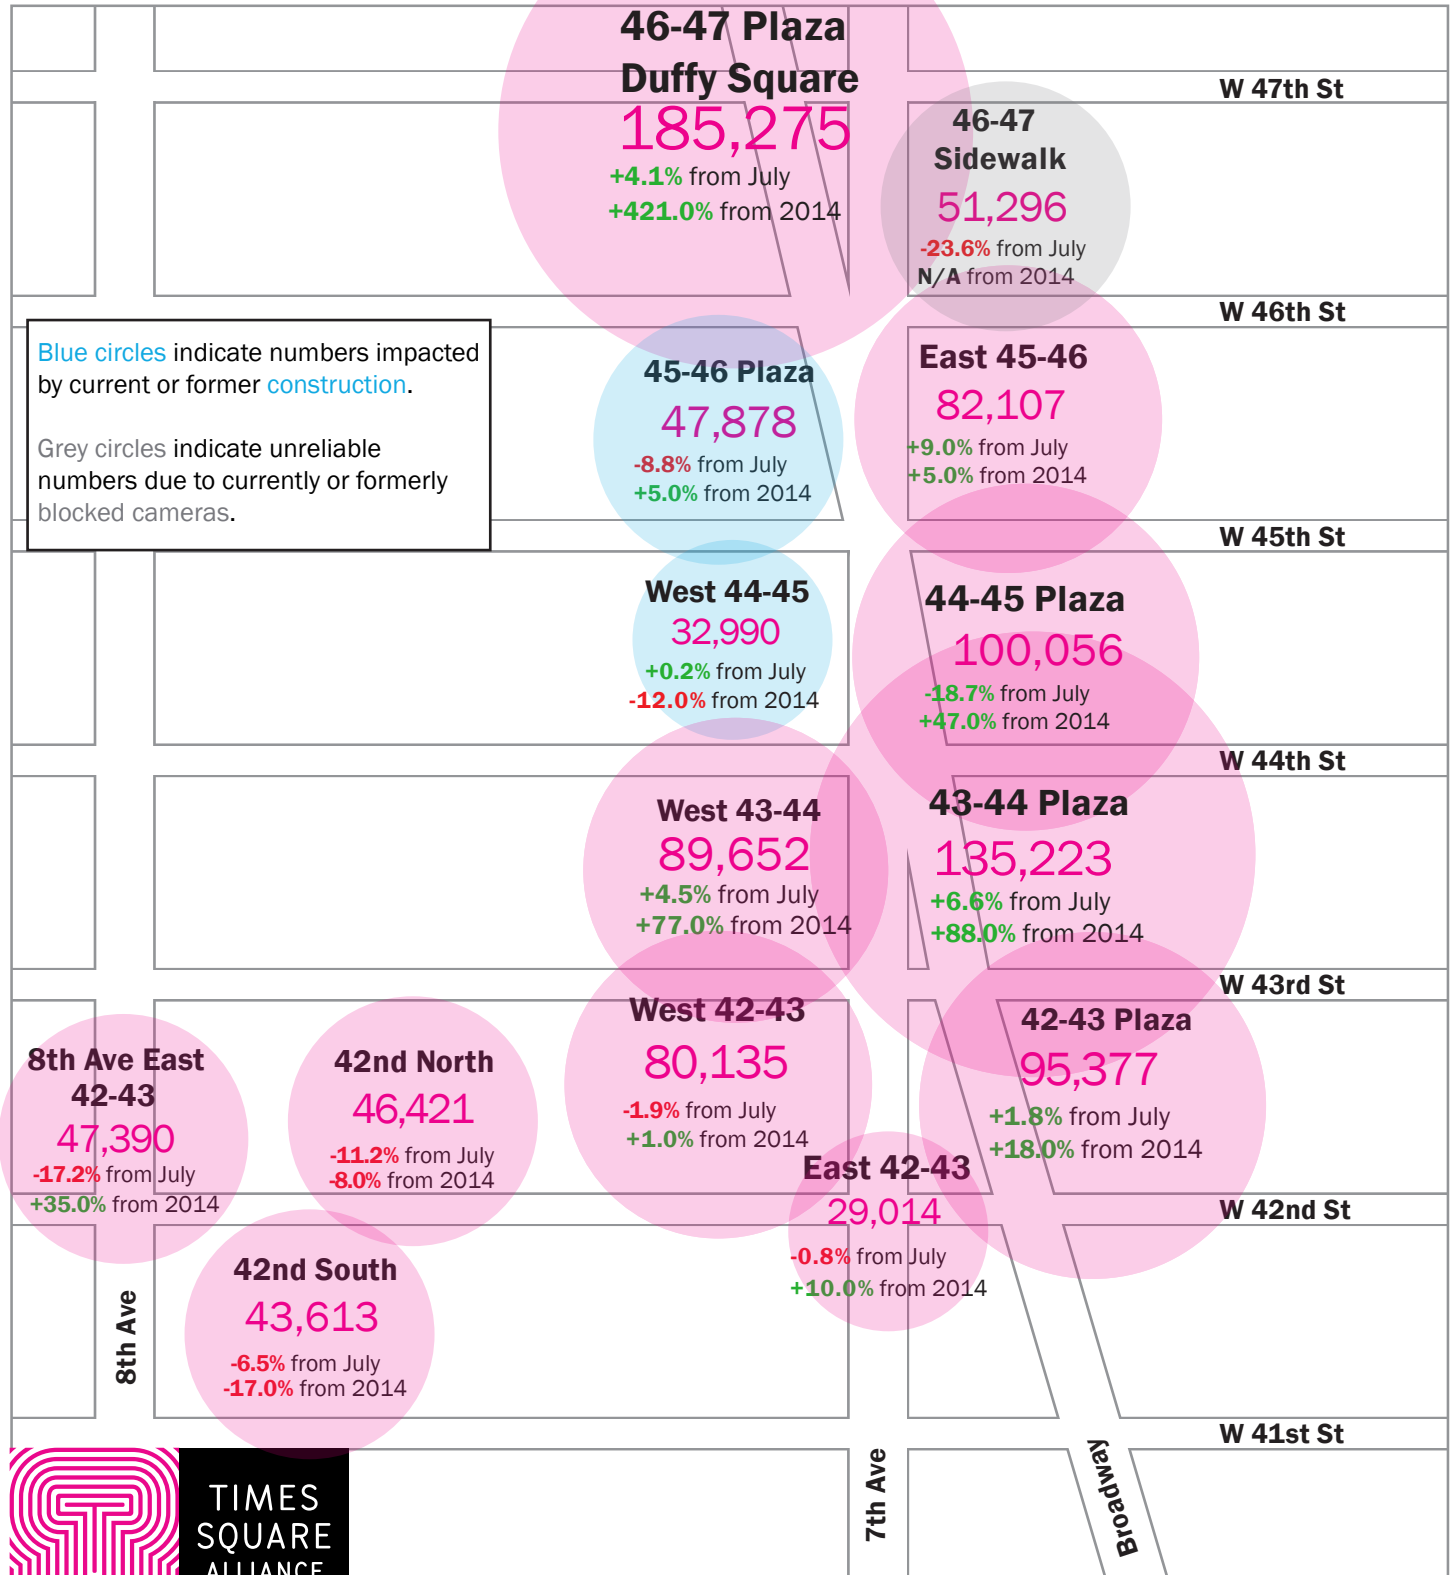 46-47 Plaza
Duffy Square
185,275
+4.1% from July
+421.0% from 2014
W 47th St
46-47
Sidewalk
51,296
-23.6% from July
N/A from 2014
W 46th St
Blue circles indicate numbers impacted
by current or former construction.
Grey circles indicate unreliable
numbers due to currently or formerly
blocked cameras.
45-46 Plaza
47,878
-8.8% from July
+5.0% from 2014
East 45-46
82,107
+9.0% from July
+5.0% from 2014
W 45th St
West 44-45
32,990
+0.2% from July
-12.0% from 2014
44-45 Plaza
100,056
-18.7% from July
+47.0% from 2014
W 44th St
West 43-44
89,652
+4.5% from July
+77.0% from 2014
43-44 Plaza
135,223
+6.6% from July
+88.0% from 2014
W 43rd St
8th Ave East
42-43
47,390
-17.2% from July
+35.0% from 2014
42nd North
46,421
-11.2% from July
-8.0% from 2014
West 42-43
80,135
-1.9% from July
+1.0% from 2014
42-43 Plaza
95,377
+1.8% from July
+18.0% from 2014
East 42-43
29,014
-0.8% from July
+10.0% from 2014
W 42nd St
42nd South
43,613
-6.5% from July
-17.0% from 2014
8th Ave
W 41st St
7th Ave
Broadway
TIMES
SQUARE
ALLIANCE